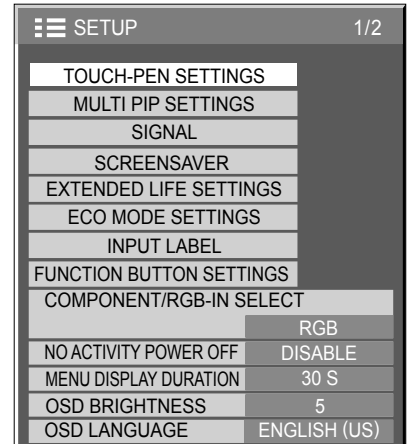 SETUP 1/2
TOUCH-PEN SETTINGS
MULTI PIP SETTINGS
SIGNAL
SCREENSAVER
EXTENDED LIFE SETTINGS
ECO MODE SETTINGS
INPUT LABEL
FUNCTION BUTTON SETTINGS
COMPONENT/RGB-IN SELECT
RGB
NO ACTIVITY POWER OFF DISABLE
MENU DISPLAY DURATION 30 S
OSD BRIGHTNESS 5
OSD LANGUAGE ENGLISH (US)